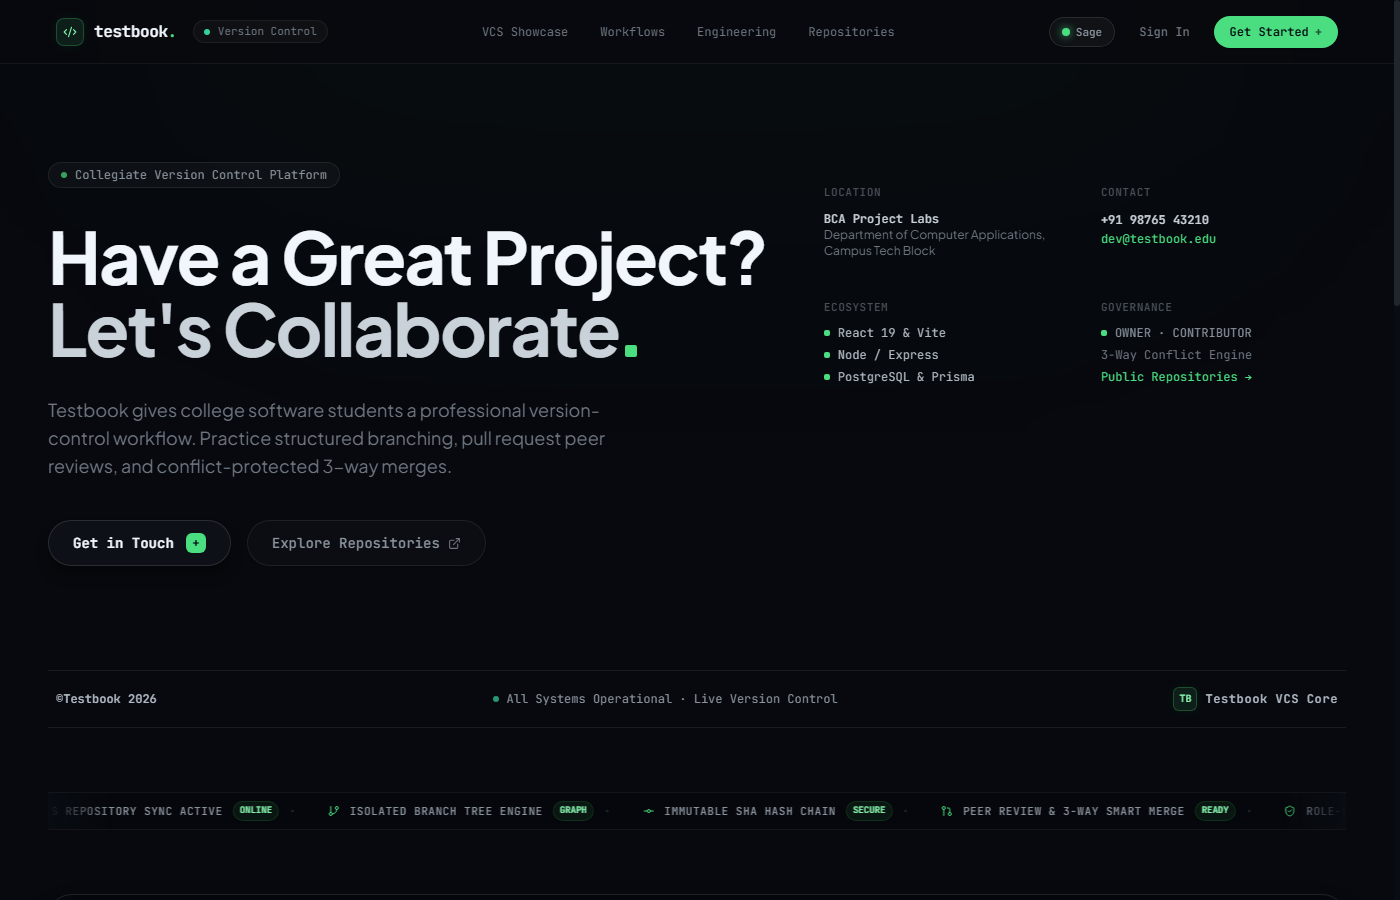 testbook.
Version Control
VCS Showcase
Workflows
Engineering
Repositories
Sage
Sign In
Get Started +
Collegiate Version Control Platform
Have a Great Project?
Let's Collaborate.
Testbook gives college software students a professional version-
control workflow. Practice structured branching, pull request peer
reviews, and conflict-protected 3-way merges.
Get in Touch +
Explore Repositories
LOCATION
BCA Project Labs
Department of Computer Applications,
Campus Tech Block
CONTACT
+91 98765 43210
dev@testbook.edu
ECOSYSTEM
React 19 & Vite
Node / Express
PostgreSQL & Prisma
GOVERNANCE
OWNER · CONTRIBUTOR
3-Way Conflict Engine
Public Repositories →
©Testbook 2026
All Systems Operational · Live Version Control
TB Testbook VCS Core
S REPOSITORY SYNC ACTIVE ONLINE ·
ISOLATED BRANCH TREE ENGINE GRAPH ·
IMMUTABLE SHA HASH CHAIN SECURE ·
PEER REVIEW & 3-WAY SMART MERGE READY ·
ROLE-